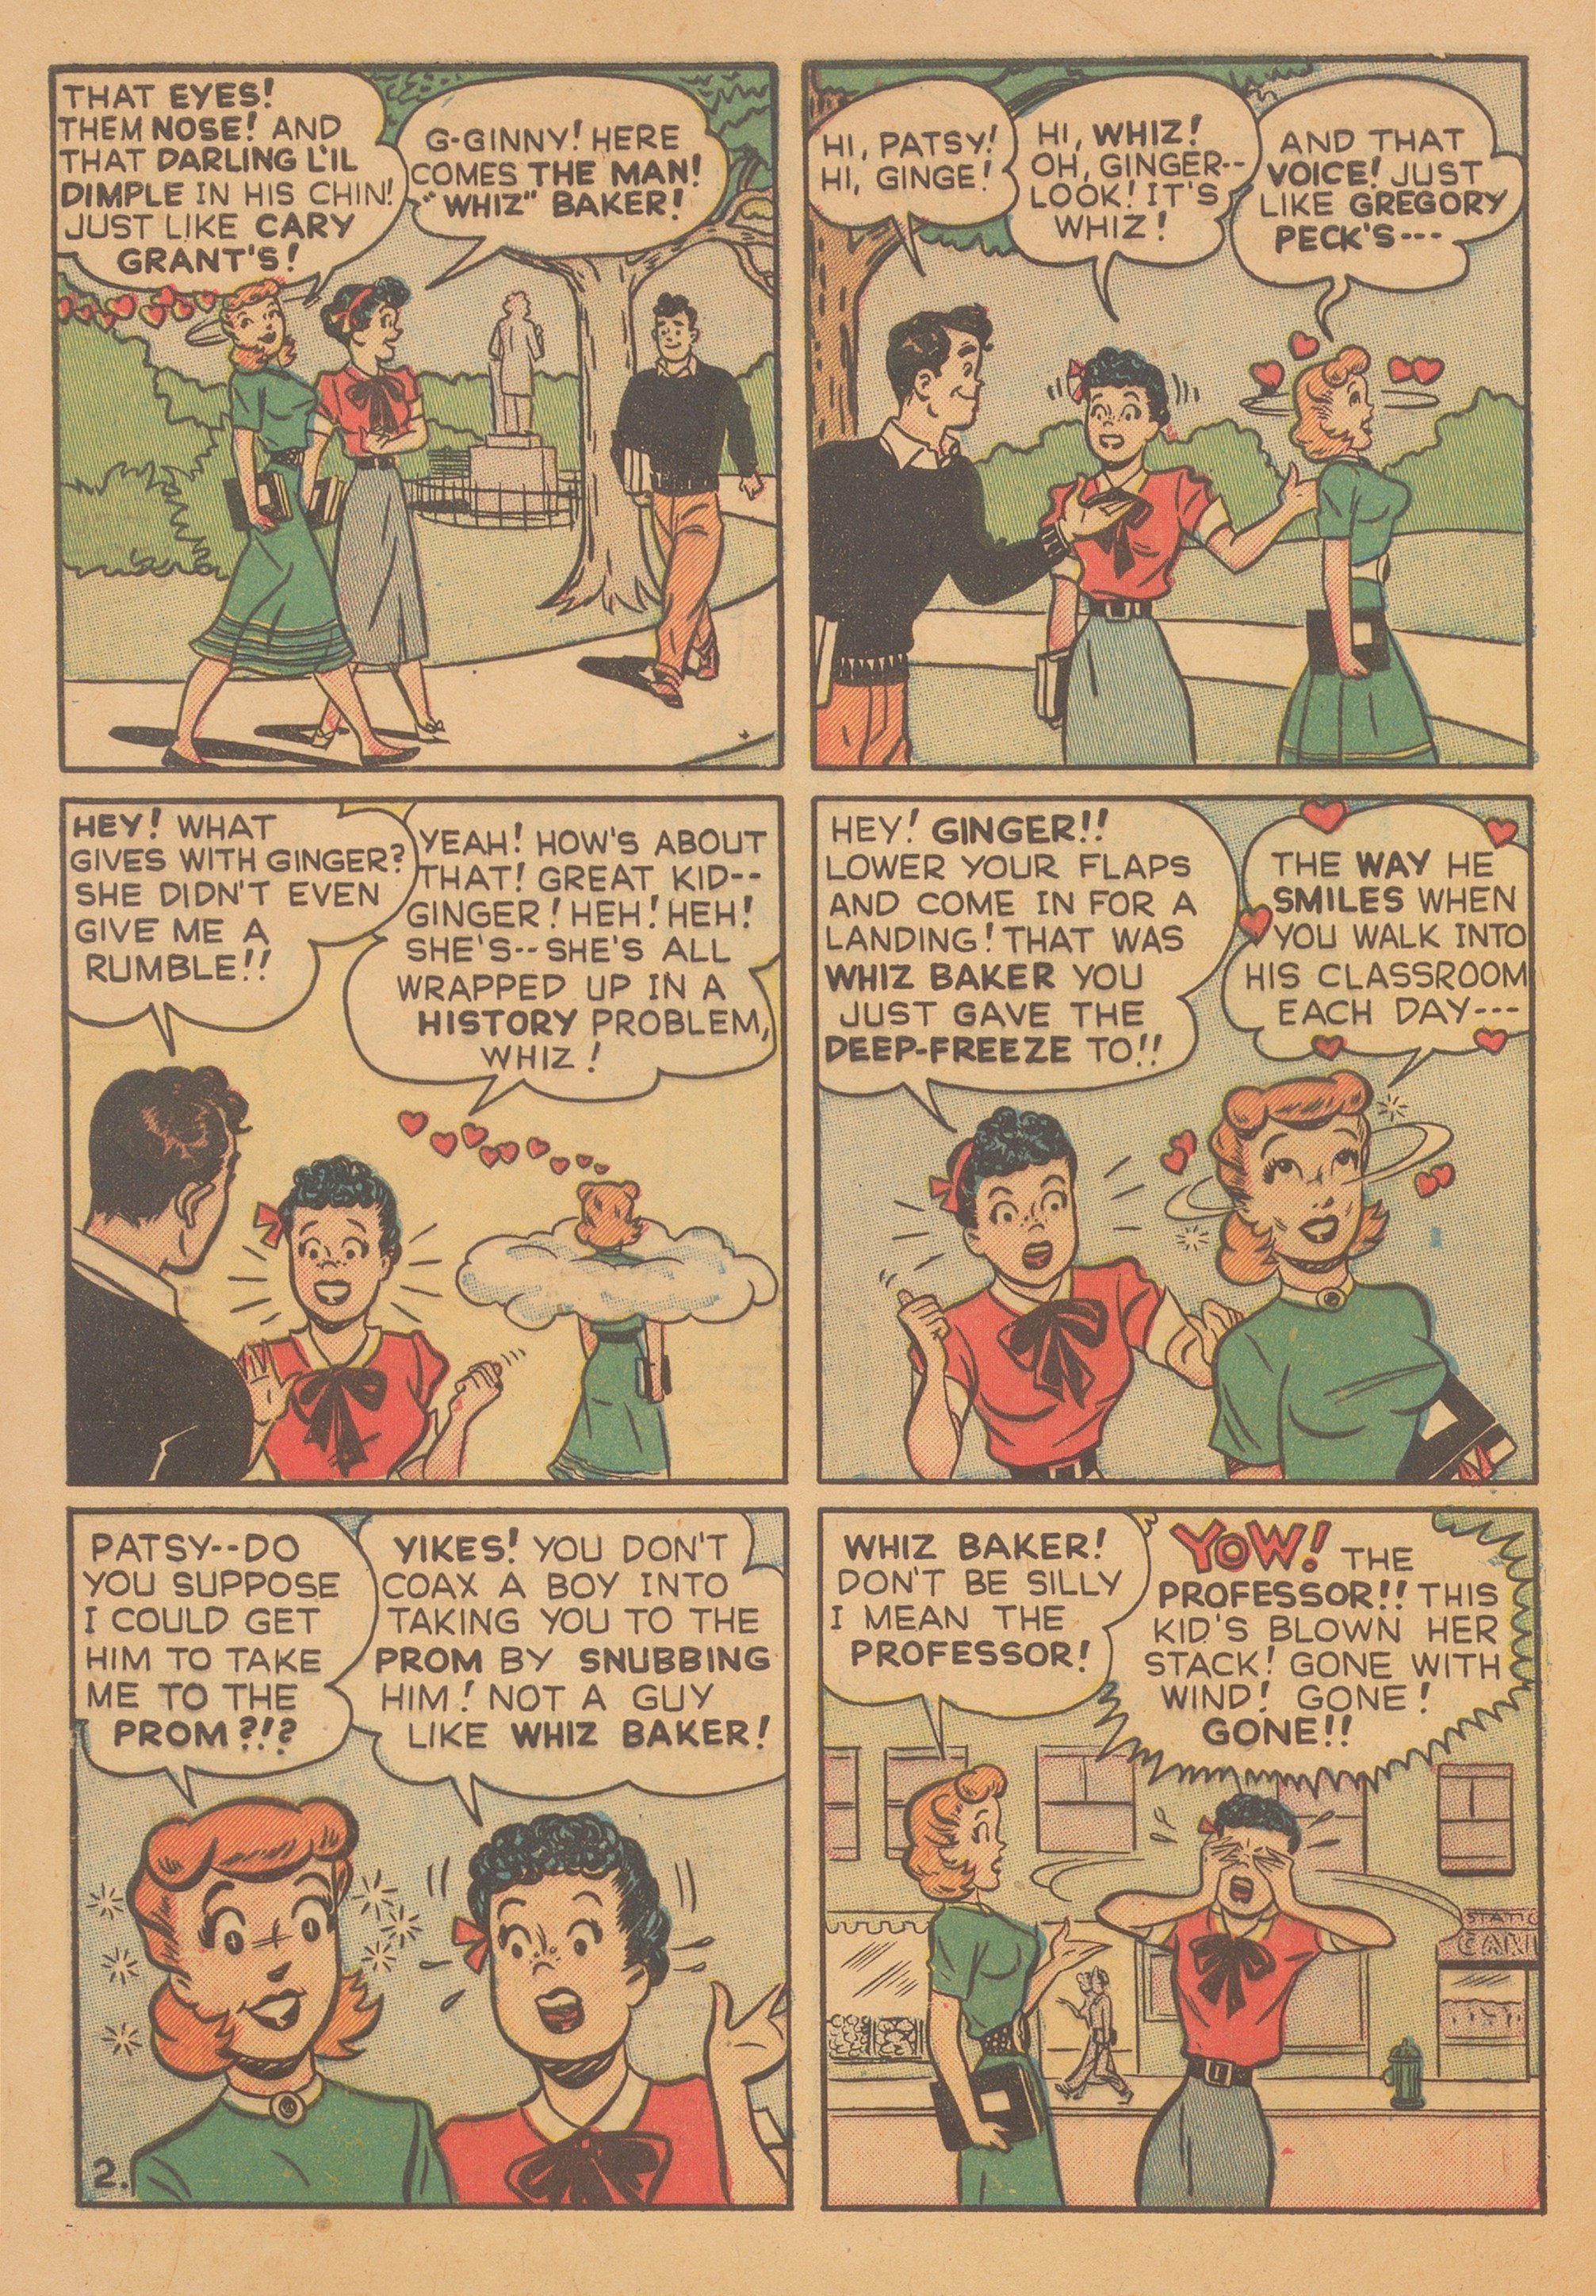 THAT EYES!
THEM NOSE! AND
THAT DARLING L'IL
DIMPLE IN HIS CHIN!
JUST LIKE CARY
GRANT'S!
G-GINNY! HERE
COMES THE MAN!
"WHIZ" BAKER!
HI, PATSY!
HI, GINGE!
HI, WHIZ!
OH, GINGER--
LOOK! IT'S
WHIZ!
AND THAT
VOICE! JUST
LIKE GREGORY
PECK'S---
HEY! WHAT
GIVES WITH GINGER?
SHE DIDN'T EVEN
GIVE ME A
RUMBLE!!
YEAH! HOW'S ABOUT
THAT! GREAT KID--
GINGER! HEH! HEH!
SHE'S--SHE'S ALL
WRAPPED UP IN A
HISTORY PROBLEM,
WHIZ!
HEY! GINGER!!
LOWER YOUR FLAPS
AND COME IN FOR A
LANDING! THAT WAS
WHIZ BAKER YOU
JUST GAVE THE
DEEP-FREEZE TO!!
THE WAY HE
SMILES WHEN
YOU WALK INTO
HIS CLASSROOM
EACH DAY---
PATSY--DO
YOU SUPPOSE
I COULD GET
HIM TO TAKE
ME TO THE
PROM?!?
YIKES! YOU DON'T
COAX A BOY INTO
TAKING YOU TO THE
PROM BY SNUBBING
HIM! NOT A GUY
LIKE WHIZ BAKER!
2.
WHIZ BAKER!
DON'T BE SILLY
I MEAN THE
PROFESSOR!
YOW! THE
PROFESSOR!! THIS
KID'S BLOWN HER
STACK! GONE WITH
WIND! GONE!
GONE!!